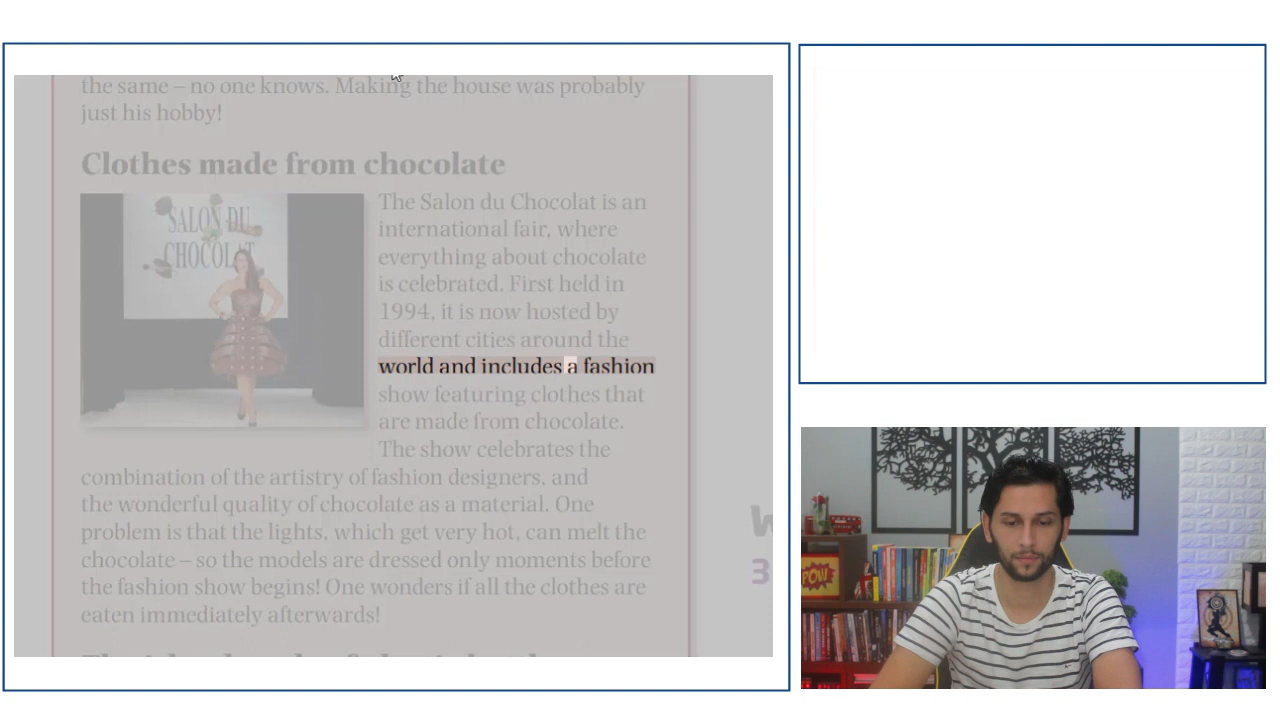 the same – no one knows. Making the house was probably
just his hobby!
Clothes made from chocolate
SALON DU
CHOCOLAT
The Salon du Chocolat is an
international fair, where
everything about chocolate
is celebrated. First held in
1994, it is now hosted by
different cities around the
world and includes a fashion
show featuring clothes that
are made from chocolate.
The show celebrates the
combination of the artistry of fashion designers, and
the wonderful quality of chocolate as a material. One
problem is that the lights, which get very hot, can melt the
chocolate – so the models are dressed only moments before
the fashion show begins! One wonders if all the clothes are
eaten immediately afterwards!
3
POW